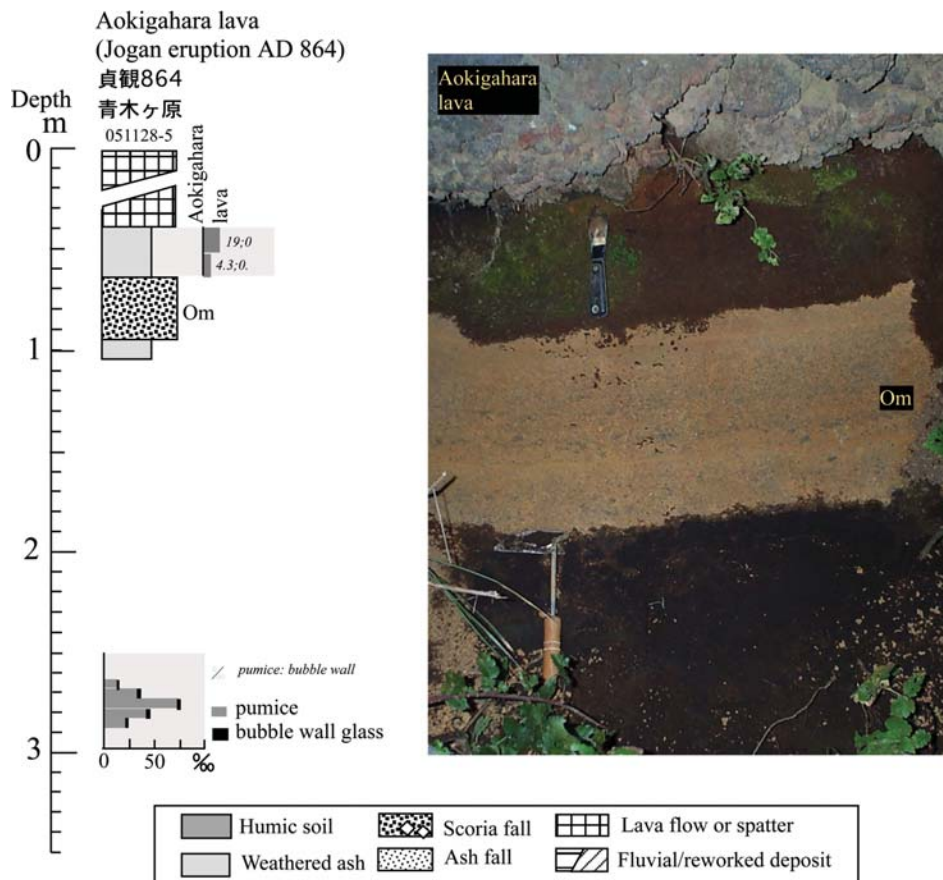 Aokigahara lava
(Jogan eruption AD 864)
貞観864
青木ヶ原
051128-5
Depth
m
0
1
2
3
Aokigahara
lava
19;0
4.3;0.
Om
pumice: bubble wall
pumice
bubble wall glass
0
50
‰
Aokigahara
lava
Om
Humic soil
Scoria fall
Lava flow or spatter
Weathered ash
Ash fall
Fluvial/reworked deposit